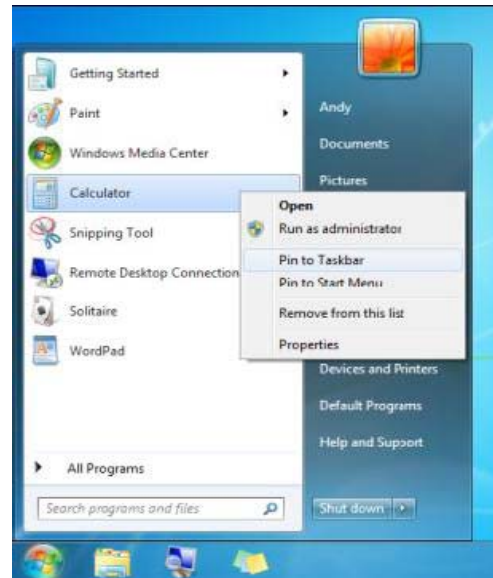 Getting Started
Paint
Windows Media Center
Calculator
Snipping Tool
Remote Desktop Connection
Solitaire
WordPad
All Programs
Search programs and files
Andy
Documents
Pictures
Open
Run as administrator
Pin to Taskbar
Pin to Start Menu
Remove from this list
Properties
Devices and Printers
Default Programs
Help and Support
Shut down